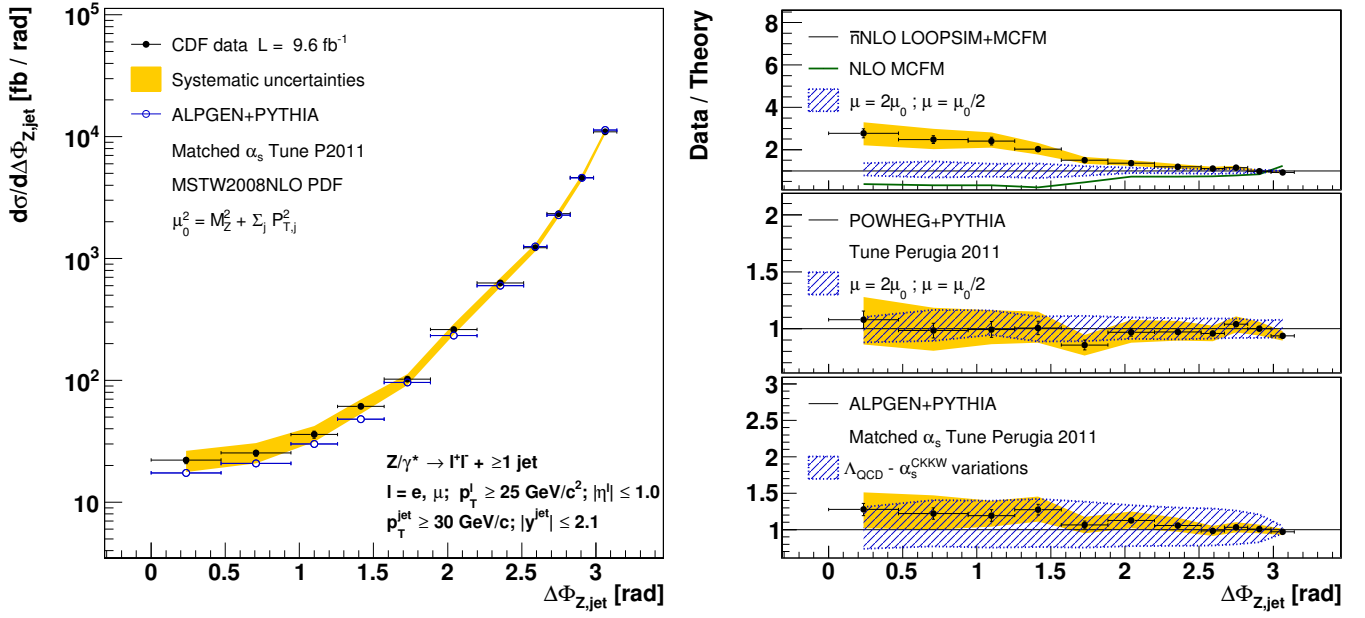 dσ/dΔΦ_Z,jet [fb / rad]
10⁵
10⁴
10³
10²
10
CDF data L = 9.6 fb⁻¹
Systematic uncertainties
ALPGEN+PYTHIA
Matched α_s Tune P2011
MSTW2008NLO PDF
μ₀² = M_Z² + Σ_j P_T,j²
Z/γ* → l⁺l⁻ + ≥1 jet
l = e, μ; p_T^l ≥ 25 GeV/c²; |η^l| ≤ 1.0
p_T^jet ≥ 30 GeV/c; |y^jet| ≤ 2.1
0 0.5 1 1.5 2 2.5 3
ΔΦ_Z,jet [rad]
Data / Theory
8
6
4
2
n̄NLO LOOPSIM+MCFM
NLO MCFM
μ = 2μ₀ ; μ = μ₀/2
2
1.5
1
POWHEG+PYTHIA
Tune Perugia 2011
μ = 2μ₀ ; μ = μ₀/2
3
2.5
2
1.5
1
ALPGEN+PYTHIA
Matched α_s Tune Perugia 2011
Λ_QCD - α_s^CKKW variations
0 0.5 1 1.5 2 2.5 3
ΔΦ_Z,jet [rad]